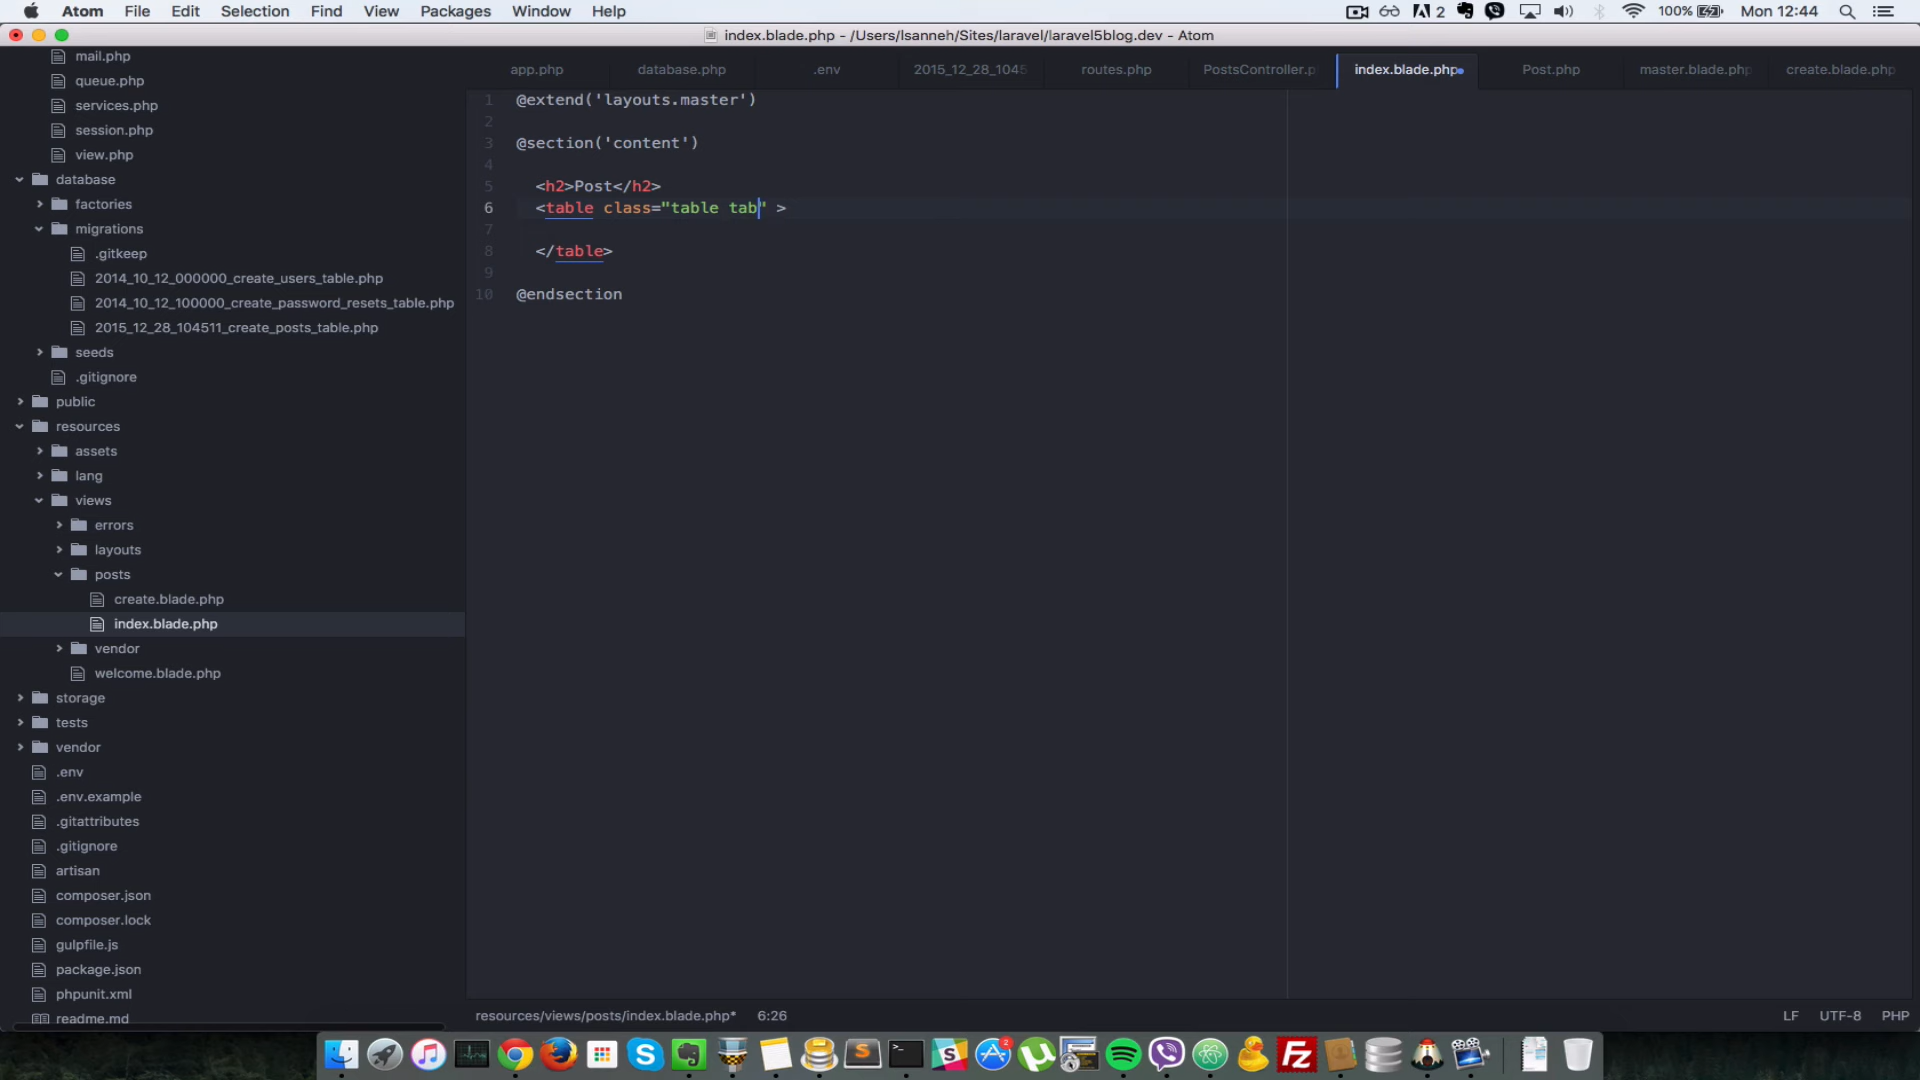 Atom File Edit Selection Find View Packages Window Help 2 100% Mon 12:44
index.blade.php - /Users/lsanneh/Sites/laravel/laravel5blog.dev - Atom
app.php database.php .env 2015_12_28_1045 routes.php PostsController.p index.blade.php Post.php master.blade.php create.blade.php
mail.php
queue.php
services.php
session.php
view.php
database
factories
migrations
.gitkeep
2014_10_12_000000_create_users_table.php
2014_10_12_100000_create_password_resets_table.php
2015_12_28_104511_create_posts_table.php
seeds
.gitignore
public
resources
assets
lang
views
errors
layouts
posts
create.blade.php
index.blade.php
vendor
welcome.blade.php
storage
tests
vendor
.env
.env.example
.gitattributes
.gitignore
artisan
composer.json
composer.lock
gulpfile.js
package.json
phpunit.xml
readme.md
1 @extend('layouts.master')
2
3 @section('content')
4
5 <h2>Post</h2>
6 <table class="table tab" >
7
8 </table>
9
10 @endsection
resources/views/posts/index.blade.php* 6:26 LF UTF-8 PHP